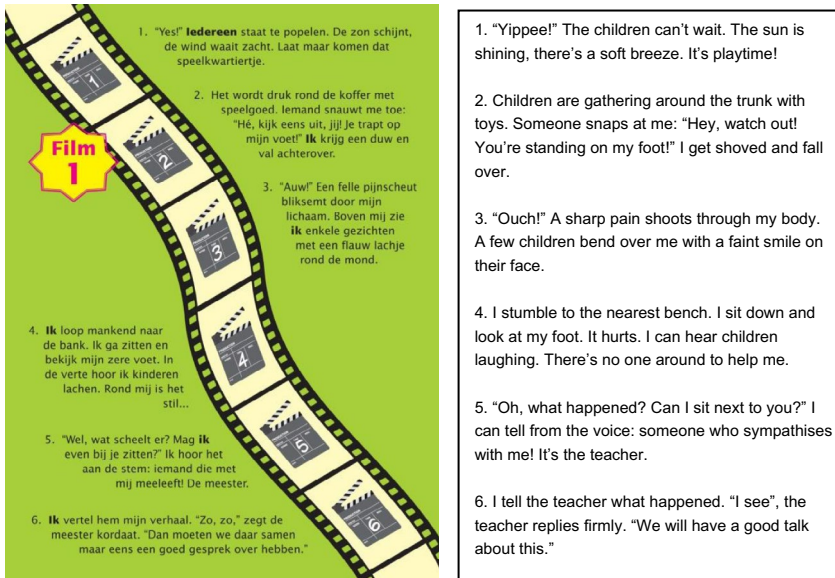 1. "Yes!" Iedereen staat te popelen. De zon schijnt,
de wind waait zacht. Laat maar komen dat
speelkwartiertje.
1
2. Het wordt druk rond de koffer met
speelgoed. Iemand snauwt me toe:
"Hé, kijk eens uit, jij! Je trapt op
mijn voet!" Ik krijg een duw en
val achterover.
Film
1
2
3. "Auw!" Een felle pijnscheut
bliksemt door mijn
lichaam. Boven mij zie
ik enkele gezichten
met een flauw lachje
rond de mond.
3
4. Ik loop mankend naar
de bank. Ik ga zitten en
bekijk mijn zere voet. In
de verte hoor ik kinderen
lachen. Rond mij is het
stil...
4
5. "Wel, wat scheelt er? Mag ik
even bij je zitten?" Ik hoor het
aan de stem: iemand die met
mij meeleeft! De meester.
5
6. Ik vertel hem mijn verhaal. "Zo, zo," zegt de
meester kordaat. "Dan moeten we daar samen
maar eens een goed gesprek over hebben."
6
1. “Yippee!” The children can’t wait. The sun is
shining, there’s a soft breeze. It’s playtime!
2. Children are gathering around the trunk with
toys. Someone snaps at me: “Hey, watch out!
You’re standing on my foot!” I get shoved and fall
over.
3. “Ouch!” A sharp pain shoots through my body.
A few children bend over me with a faint smile on
their face.
4. I stumble to the nearest bench. I sit down and
look at my foot. It hurts. I can hear children
laughing. There’s no one around to help me.
5. “Oh, what happened? Can I sit next to you?” I
can tell from the voice: someone who sympathises
with me! It’s the teacher.
6. I tell the teacher what happened. “I see”, the
teacher replies firmly. “We will have a good talk
about this.”